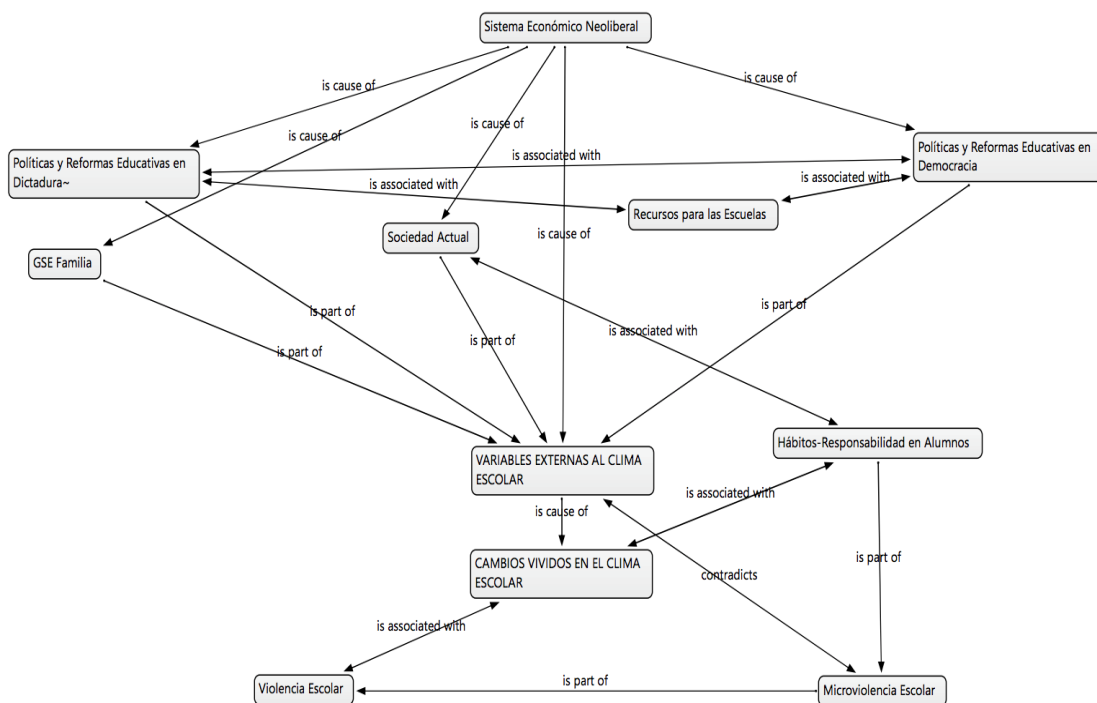 Sistema Económico Neoliberal
is cause of
is cause of
is cause of
is cause of
Políticas y Reformas Educativas en
Dictadura~
Políticas y Reformas Educativas en
Democracia
is associated with
is associated with
is associated with
Recursos para las Escuelas
Sociedad Actual
is cause of
GSE Familia
is part of
is part of
is associated with
is part of
is part of
Hábitos-Responsabilidad en Alumnos
VARIABLES EXTERNAS AL CLIMA
ESCOLAR
is associated with
is cause of
is part of
CAMBIOS VIVIDOS EN EL CLIMA
ESCOLAR
contradicts
is associated with
is part of
Violencia Escolar
Microviolencia Escolar